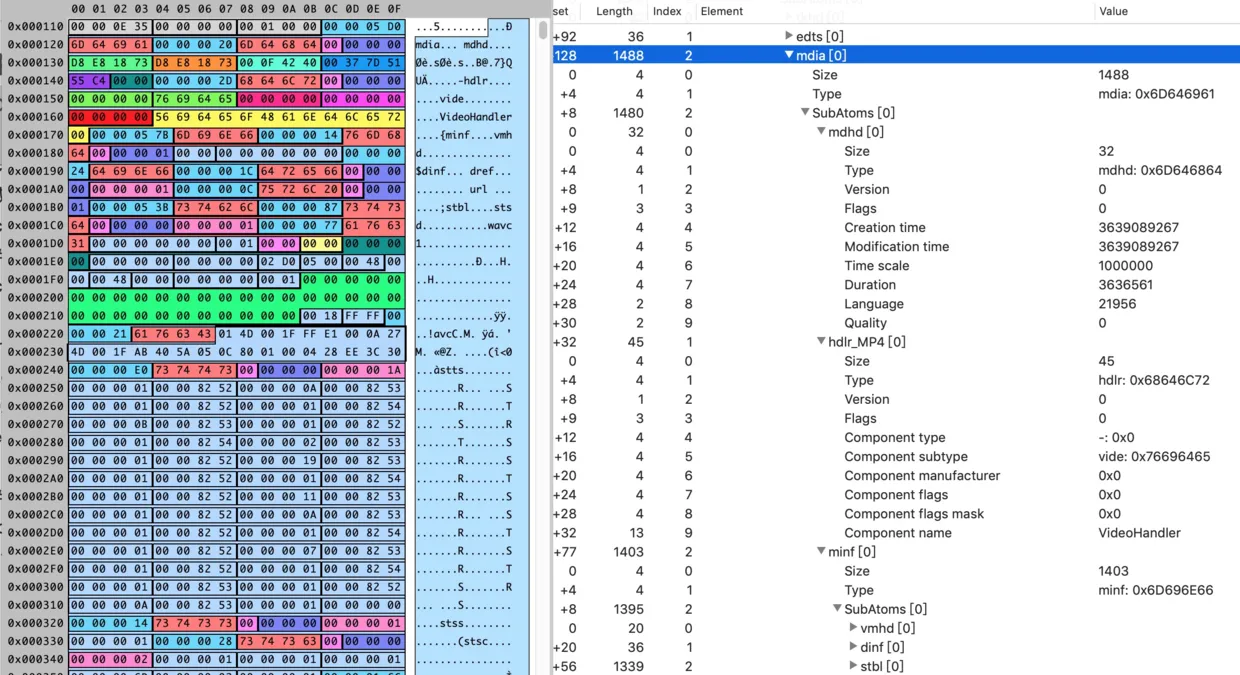 00 01 02 03 04 05 06 07 08 09 0A 0B 0C 0D 0E 0F
0x000110 00 00 0E 35 00 00 00 00 00 01 00 00 00 00 05 D0 ...5........…Ð
0x000120 6D 64 69 61 00 00 00 20 6D 64 68 64 00 00 00 00 mdia... mdhd....
0x000130 D8 E8 18 73 D8 E8 18 73 00 0F 42 40 00 37 7D 51 Øè.sØè.s..B@.7}Q
0x000140 55 C4 00 00 00 00 00 2D 68 64 6C 72 00 00 00 00 UÄ.....-hdlr....
0x000150 00 00 00 00 76 69 64 65 00 00 00 00 00 00 00 00 ....vide........
0x000160 00 00 00 00 56 69 64 65 6F 48 61 6E 64 6C 65 72 ....VideoHandler
0x000170 00 00 00 05 7B 6D 69 6E 66 00 00 00 14 76 6D 68 ....{minf....vmh
0x000180 64 00 00 00 01 00 00 00 00 00 00 00 00 00 00 00 d...............
0x000190 24 64 69 6E 66 00 00 00 1C 64 72 65 66 00 00 00 $dinf....dref...
0x0001A0 00 00 00 00 01 00 00 00 0C 75 72 6C 20 00 00 00 .........url ...
0x0001B0 01 00 00 05 3B 73 74 62 6C 00 00 00 87 73 74 73 ....;stbl....sts
0x0001C0 64 00 00 00 00 00 00 00 01 00 00 00 77 61 76 63 d...........wavc
0x0001D0 31 00 00 00 00 00 00 00 01 00 00 00 00 00 00 00 1...............
0x0001E0 00 00 00 00 00 00 00 00 00 02 D0 05 00 00 48 00 ..........Ð...H.
0x0001F0 00 00 48 00 00 00 00 00 00 00 01 00 00 00 00 00 ..H.............
0x000200 00 00 00 00 00 00 00 00 00 00 00 00 00 00 00 00 ................
0x000210 00 00 00 00 00 00 00 00 00 00 00 00 18 FF FF 00 .............ÿÿ.
0x000220 00 00 21 61 76 63 43 01 4D 00 1F FF E1 00 0A 27 ..!avcC.M. ÿá. '
0x000230 4D 00 1F AB 40 5A 05 0C 80 01 00 04 28 EE 3C 30 M. «@Z. ....(î<0
0x000240 00 00 00 E0 73 74 74 73 00 00 00 00 00 00 00 1A ...àstts........
0x000250 00 00 00 01 00 00 82 52 00 00 00 0A 00 00 82 53 .......R.......S
0x000260 00 00 00 01 00 00 82 52 00 00 00 01 00 00 82 54 .......R.......T
0x000270 00 00 00 0B 00 00 82 53 00 00 00 01 00 00 82 52 ... ...S.......R
0x000280 00 00 00 01 00 00 82 54 00 00 00 02 00 00 82 53 .......T.......S
0x000290 00 00 00 01 00 00 82 52 00 00 00 19 00 00 82 53 .......R.......S
0x0002A0 00 00 00 01 00 00 82 52 00 00 00 01 00 00 82 54 .......R.......T
0x0002B0 00 00 00 01 00 00 82 52 00 00 00 11 00 00 82 53 .......R.......S
0x0002C0 00 00 00 01 00 00 82 52 00 00 00 0A 00 00 82 53 .......R.......S
0x0002D0 00 00 00 01 00 00 82 52 00 00 00 01 00 00 82 54 .......R.......T
0x0002E0 00 00 00 01 00 00 82 52 00 00 00 07 00 00 82 53 .......R.......S
0x0002F0 00 00 00 01 00 00 82 52 00 00 00 01 00 00 82 54 .......R.......T
0x000300 00 00 00 01 00 00 82 53 00 00 00 01 00 00 82 52 .......S.......R
0x000310 00 00 00 0A 00 00 82 53 00 00 00 01 00 00 00 00 ... ...S........
0x000320 00 00 00 14 73 74 73 73 00 00 00 00 00 00 00 01 ....stss........
0x000330 00 00 00 01 00 00 00 28 73 74 73 63 00 00 00 00 .......(stsc....
0x000340 00 00 00 02 00 00 00 01 00 00 00 01 00 00 00 01 ................
set Length Index Element Value
+92 36 1 edts [0]
128 1488 2 mdia [0]
0 4 0 Size 1488
+4 4 1 Type mdia: 0x6D646961
+8 1480 2 SubAtoms [0]
0 32 0 mdhd [0]
0 4 0 Size 32
+4 4 1 Type mdhd: 0x6D646864
+8 1 2 Version 0
+9 3 3 Flags 0
+12 4 4 Creation time 3639089267
+16 4 5 Modification time 3639089267
+20 4 6 Time scale 1000000
+24 4 7 Duration 3636561
+28 2 8 Language 21956
+30 2 9 Quality 0
+32 45 1 hdlr_MP4 [0]
0 4 0 Size 45
+4 4 1 Type hdlr: 0x68646C72
+8 1 2 Version 0
+9 3 3 Flags 0
+12 4 4 Component type -: 0x0
+16 4 5 Component subtype vide: 0x76696465
+20 4 6 Component manufacturer 0x0
+24 4 7 Component flags 0x0
+28 4 8 Component flags mask 0x0
+32 13 9 Component name VideoHandler
+77 1403 2 minf [0]
0 4 0 Size 1403
+4 4 1 Type minf: 0x6D696E66
+8 1395 2 SubAtoms [0]
0 20 0 vmhd [0]
+20 36 1 dinf [0]
+56 1339 2 stbl [0]